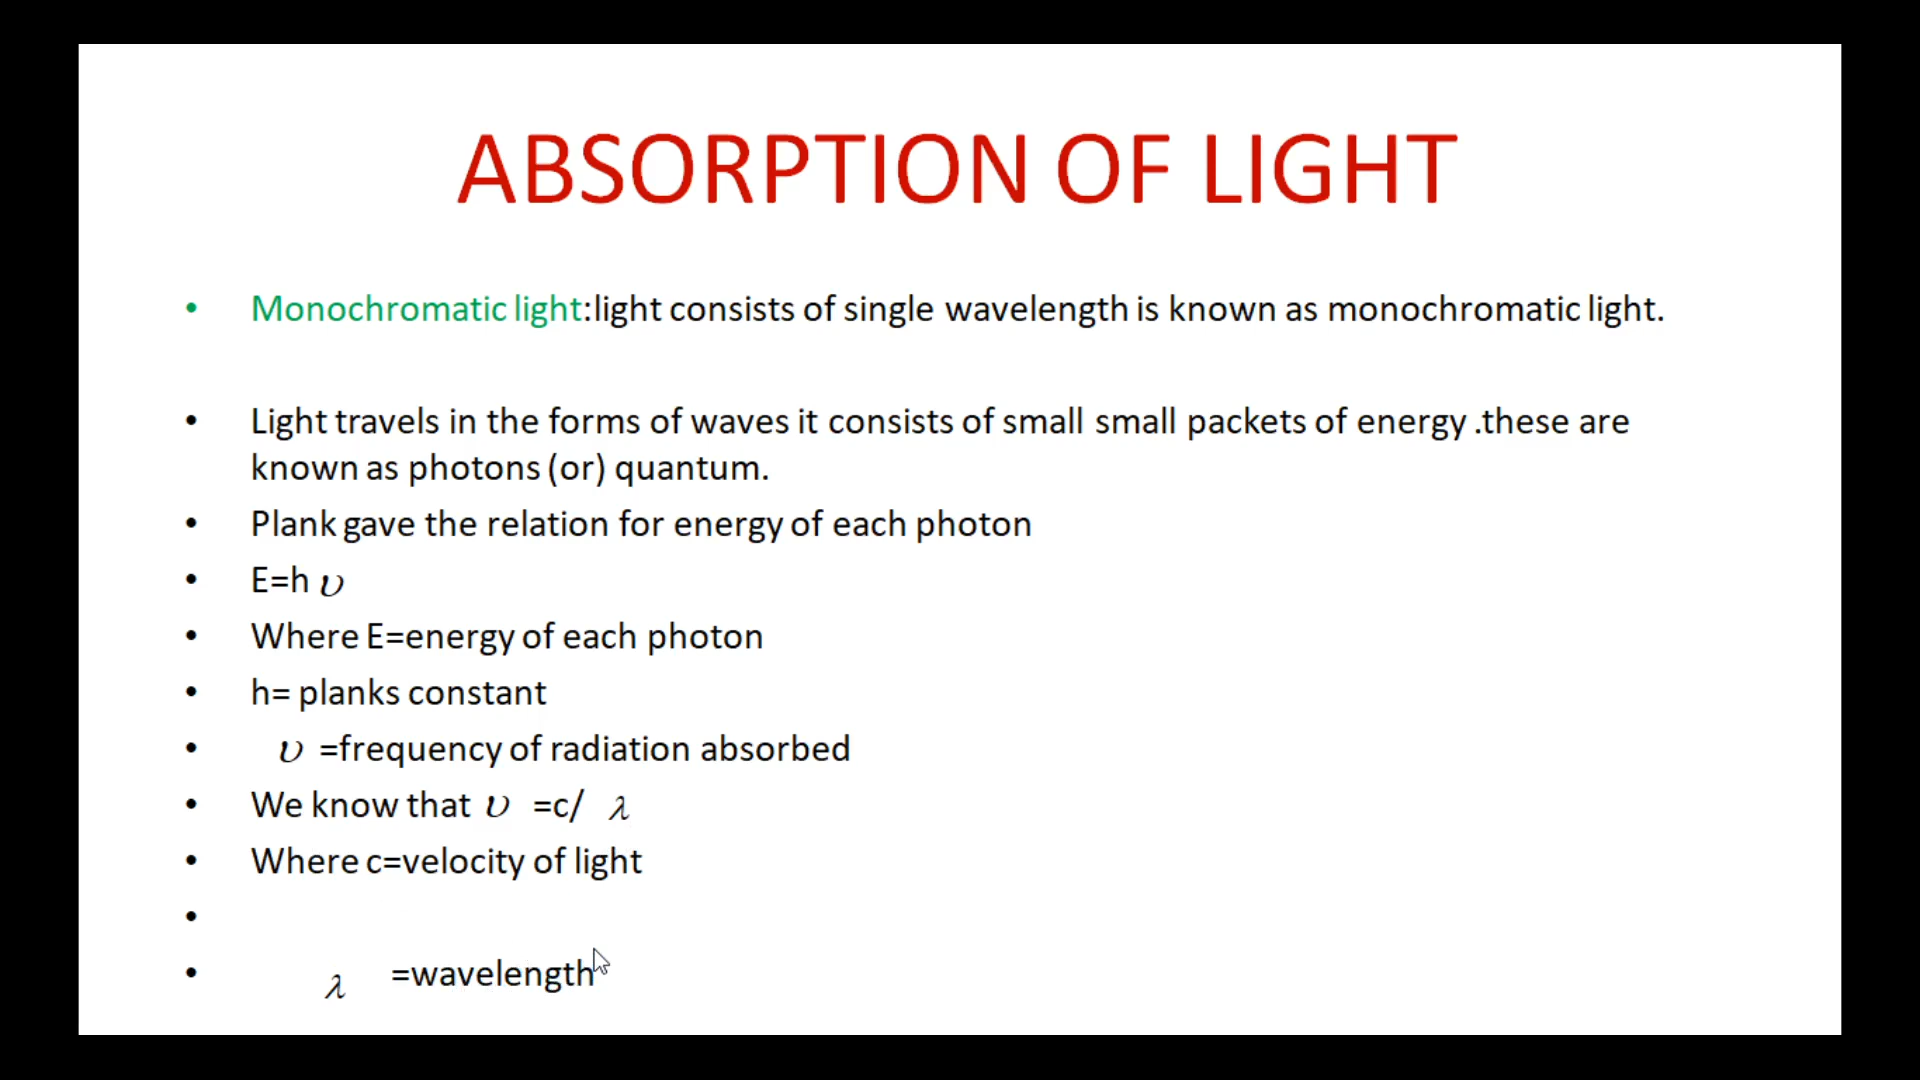 ABSORPTION OF LIGHT
• Monochromatic light:light consists of single wavelength is known as monochromatic light.
• Light travels in the forms of waves it consists of small small packets of energy .these are
known as photons (or) quantum.
• Plank gave the relation for energy of each photon
• E=h υ
• Where E=energy of each photon
• h= planks constant
• υ =frequency of radiation absorbed
• We know that υ =c/ λ
• Where c=velocity of light
•
• λ =wavelength